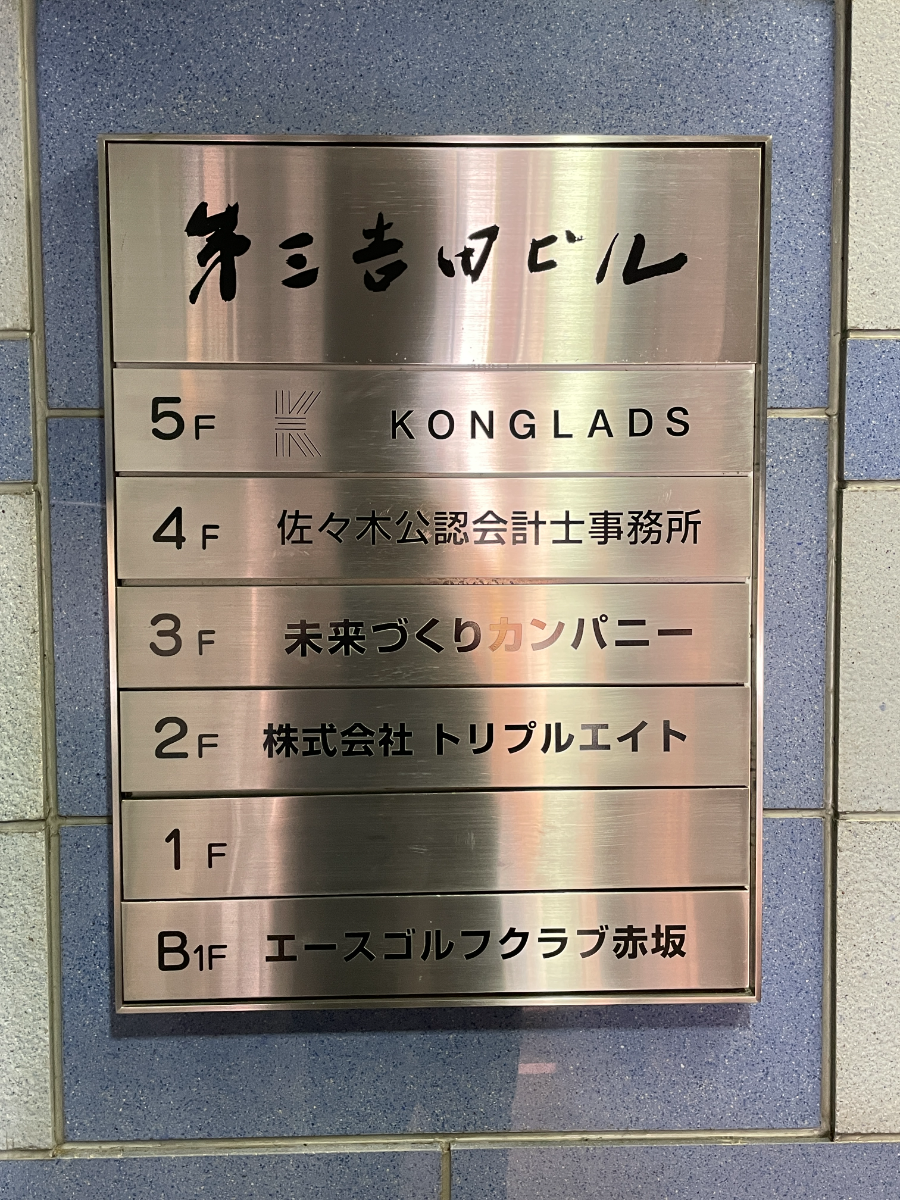 第三吉田ビル
5F K KONGLADS
4F 佐々木公認会計士事務所
3F 未来づくりカンパニー
2F 株式会社 トリプルエイト
1F
B1F エースゴルフクラブ赤坂